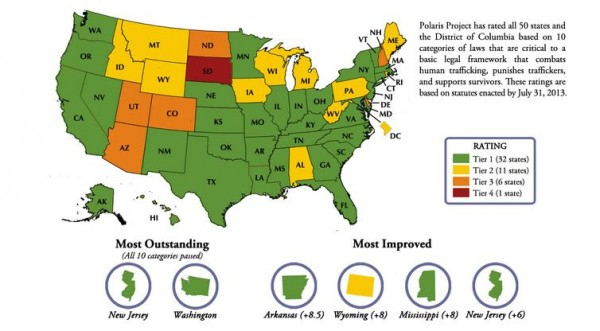 Polaris Project has rated all 50 states and
the District of Columbia based on 10
categories of laws that are critical to a
basic legal framework that combats
human trafficking, punishes traffickers,
and supports survivors. These ratings are
based on statutes enacted by July 31, 2013.
WA
MT
ND
MN
VT
NH
ME
OR
ID
SD
WI
MI
NY
MA
RI
CT
NJ
DE
MD
DC
WY
IA
PA
NV
UT
NE
IL
IN
OH
WV
VA
CA
CO
KS
MO
KY
NC
AZ
NM
OK
AR
TN
SC
TX
LA
MS
AL
GA
FL
AK
HI
RATING
Tier 1 (32 states)
Tier 2 (11 states)
Tier 3 (6 states)
Tier 4 (1 state)
Most Outstanding
(All 10 categories passed)
New Jersey
Washington
Most Improved
Arkansas (+8.5)
Wyoming (+8)
Mississippi (+8)
New Jersey (+6)